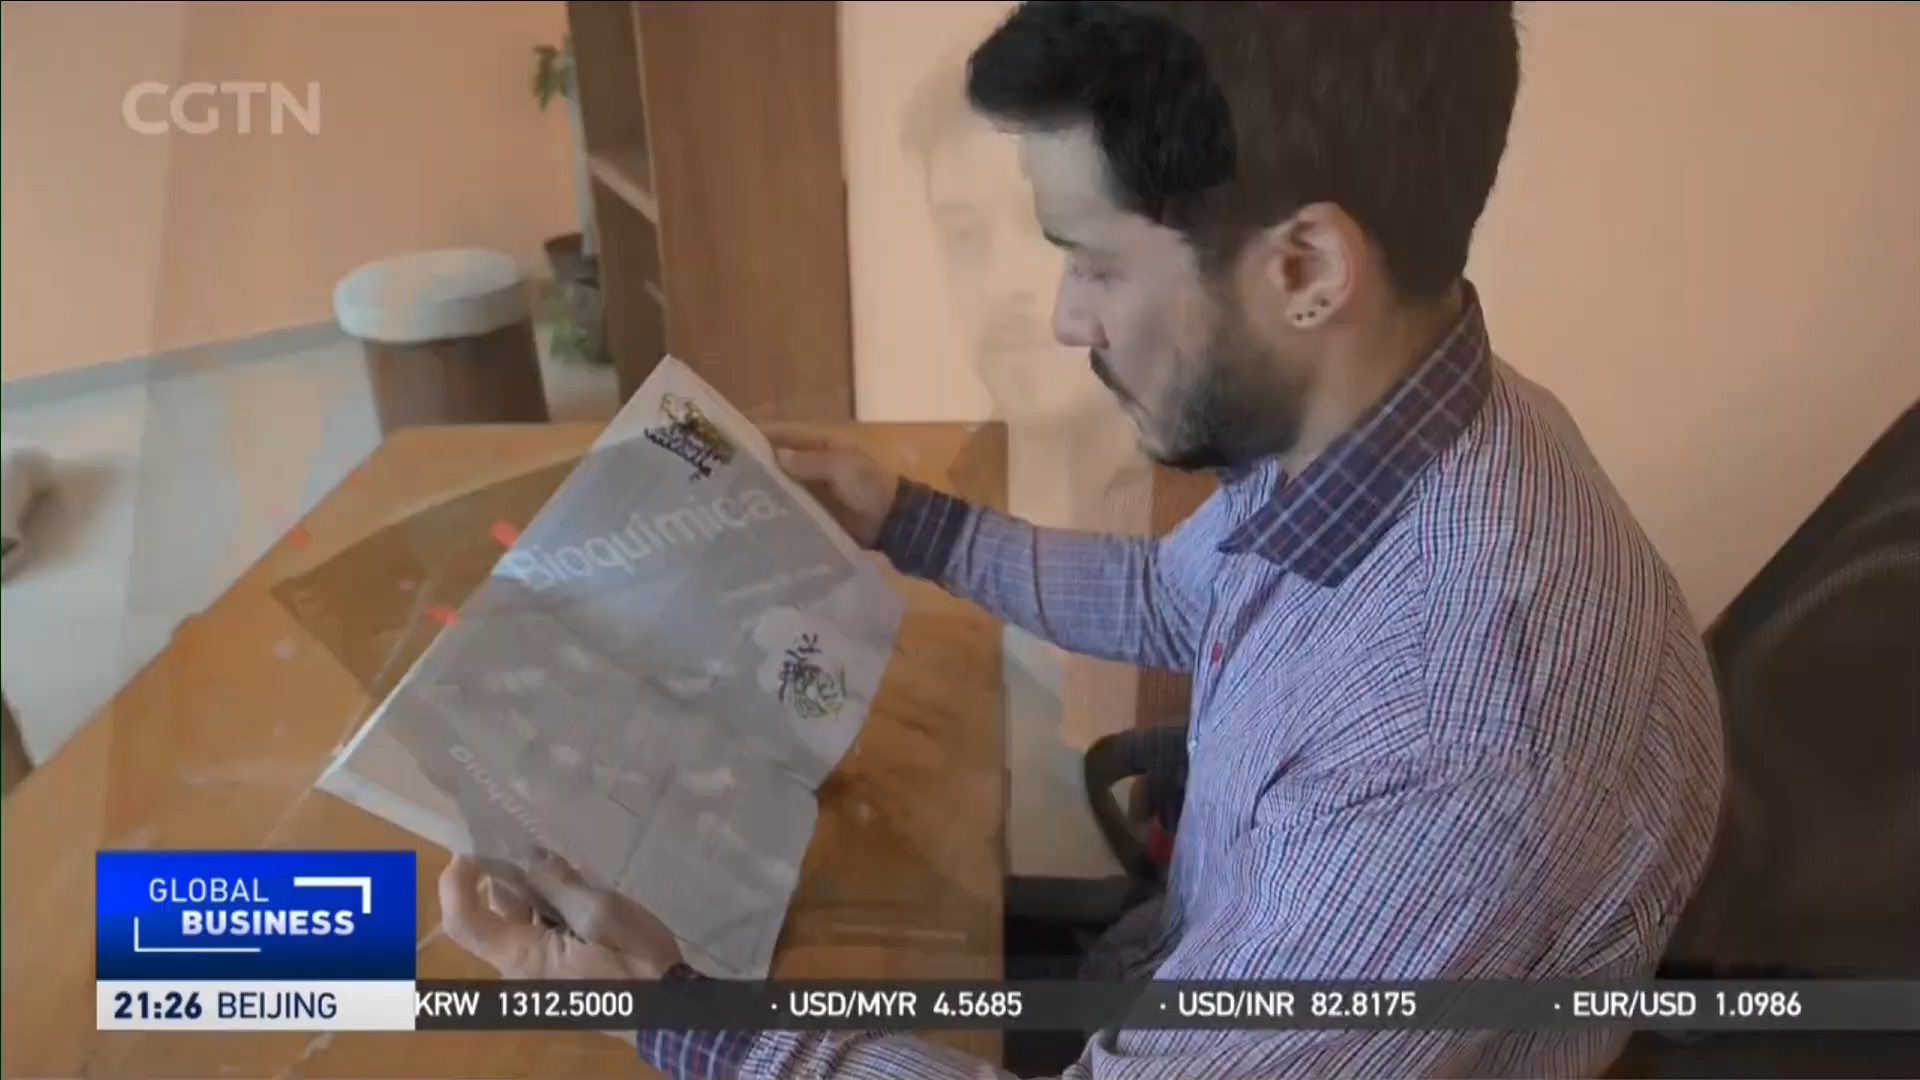 CGTN
Bioquímica
GLOBAL
BUSINESS
21:26 BEIJING
KRW 1312.5000 · USD/MYR 4.5685 · USD/INR 82.8175 · EUR/USD 1.0986